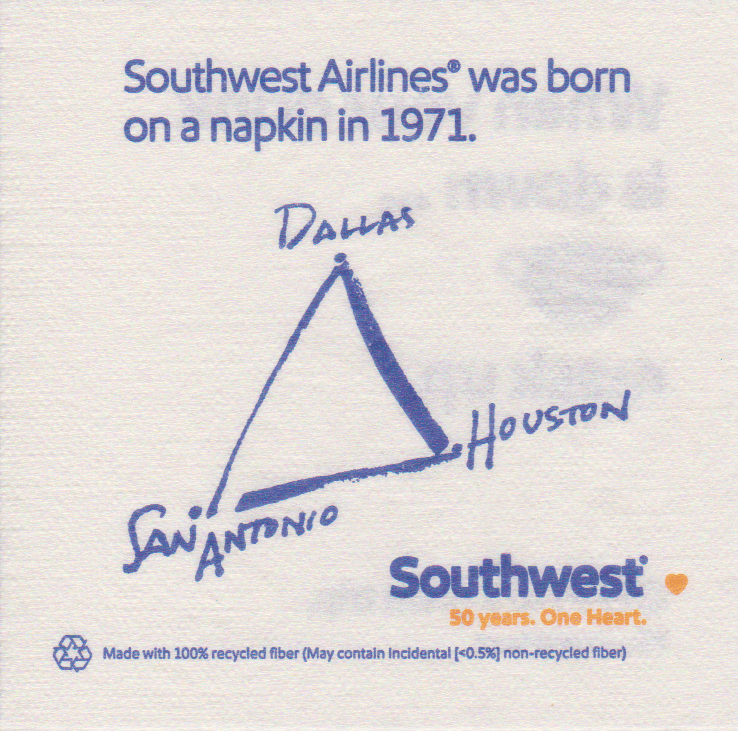 Southwest Airlines® was born
on a napkin in 1971.
DALLAS
HOUSTON
SAN ANTONIO
Southwest®
50 years. One Heart.
Made with 100% recycled fiber (May contain incidental [<0.5%] non-recycled fiber)